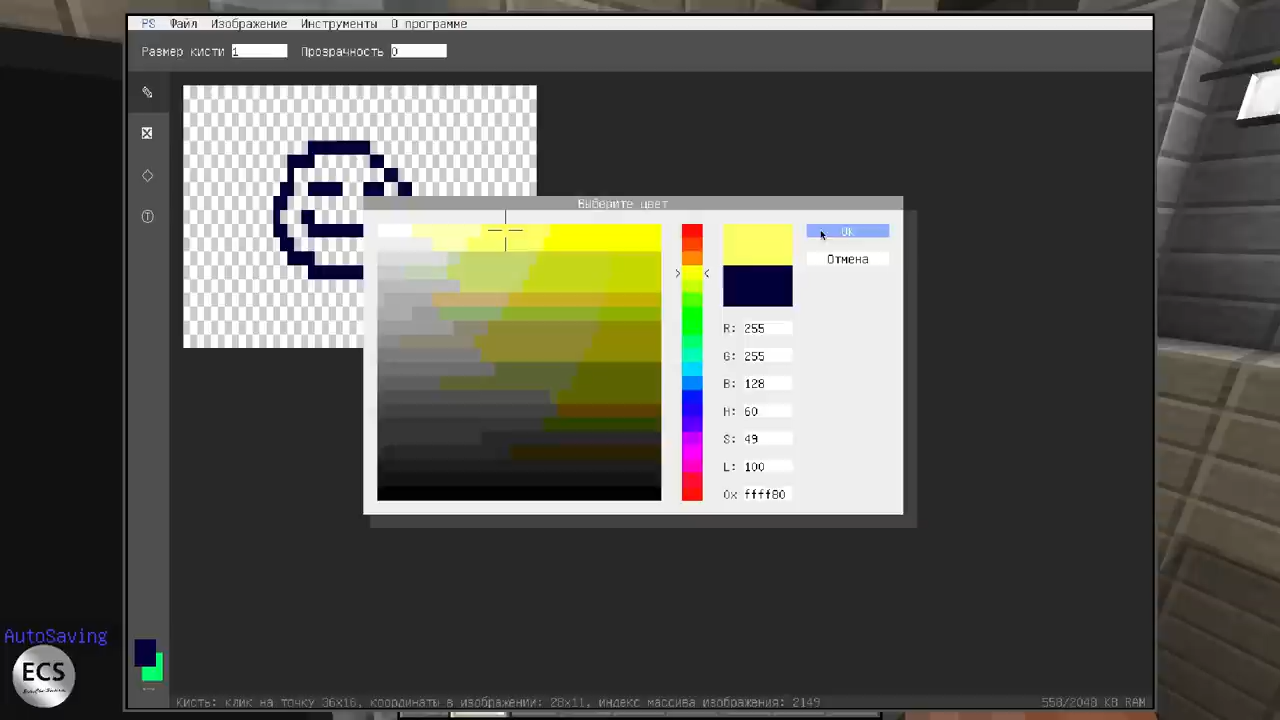 PS Файл Изображение Инструменты О программе
Размер кисти 1 Прозрачность 0
Выберите цвет
OK
Отмена
R: 255
G: 255
B: 128
H: 60
S: 49
L: 100
0x ffff80
AutoSaving
ECS
Кисть: клик на точку 36x16, координаты в изображении: 28x11, индекс массива изображения: 2149
558/2048 KB RAM